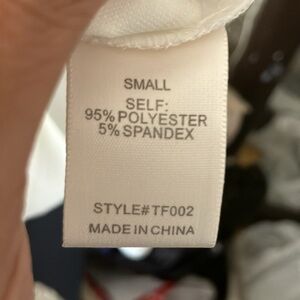 SMALL
SELF:
95% POLYESTER
5% SPANDEX
STYLE#TF002
MADE IN CHINA